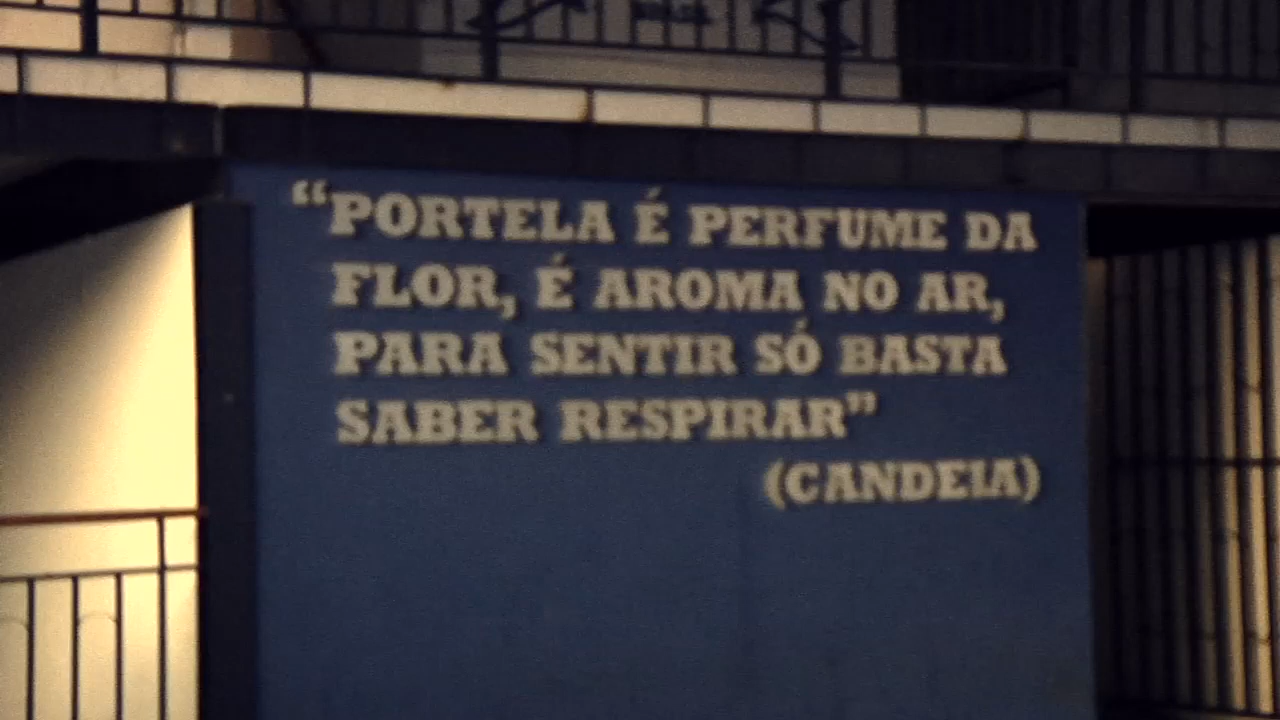 “PORTELA É PERFUME DA
FLOR, É AROMA NO AR,
PARA SENTIR SÓ BASTA
SABER RESPIRAR”
(CANDEIA)